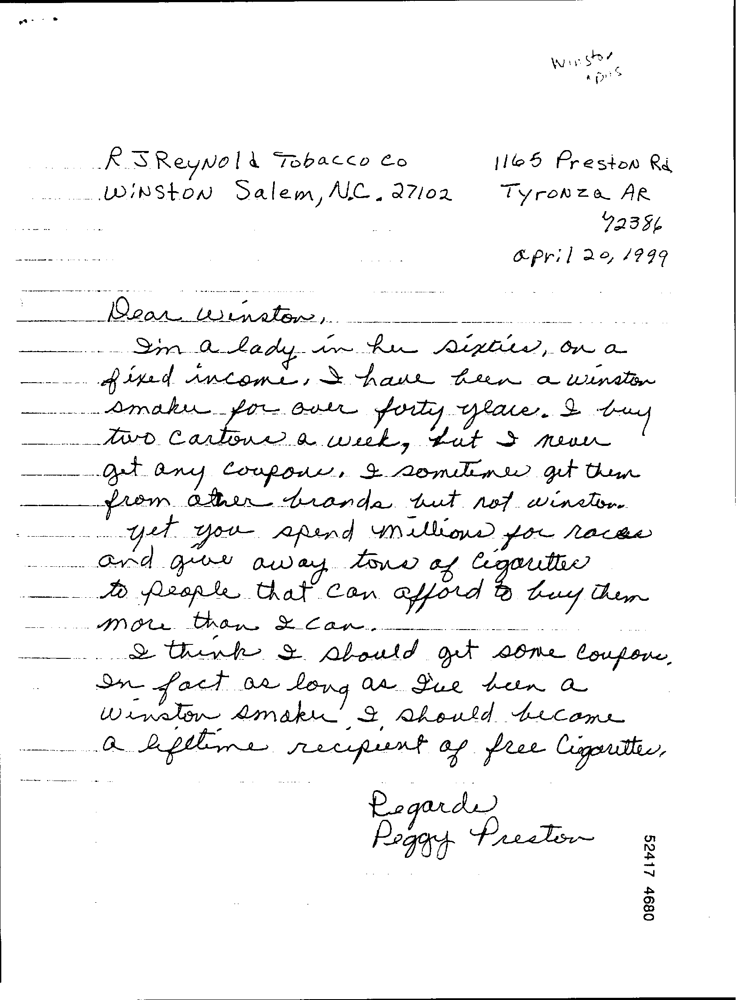 Winston
R J ReyNold Tobacco Co
WiNStON Salem, N.C. 27102
1165 Preston Rd
TyroNza AR
72386
april 20, 1999
Dear Winston,
I'm a lady in her sixties, on a
fixed income, I have been a winston
smoker for over forty years. I buy
two cartons a week, but I never
get any coupons. I sometimes get them
from other brands but not winston.
yet you spend millions for races
and give away tons of Cigarettes
to people that can afford to buy them
more than I can.
I think I should get some coupons.
In fact as long as I've been a
winston smoker, I should become
a lifetime recipient of free Cigarettes,
Regards
Peggy Preston
52417 4680